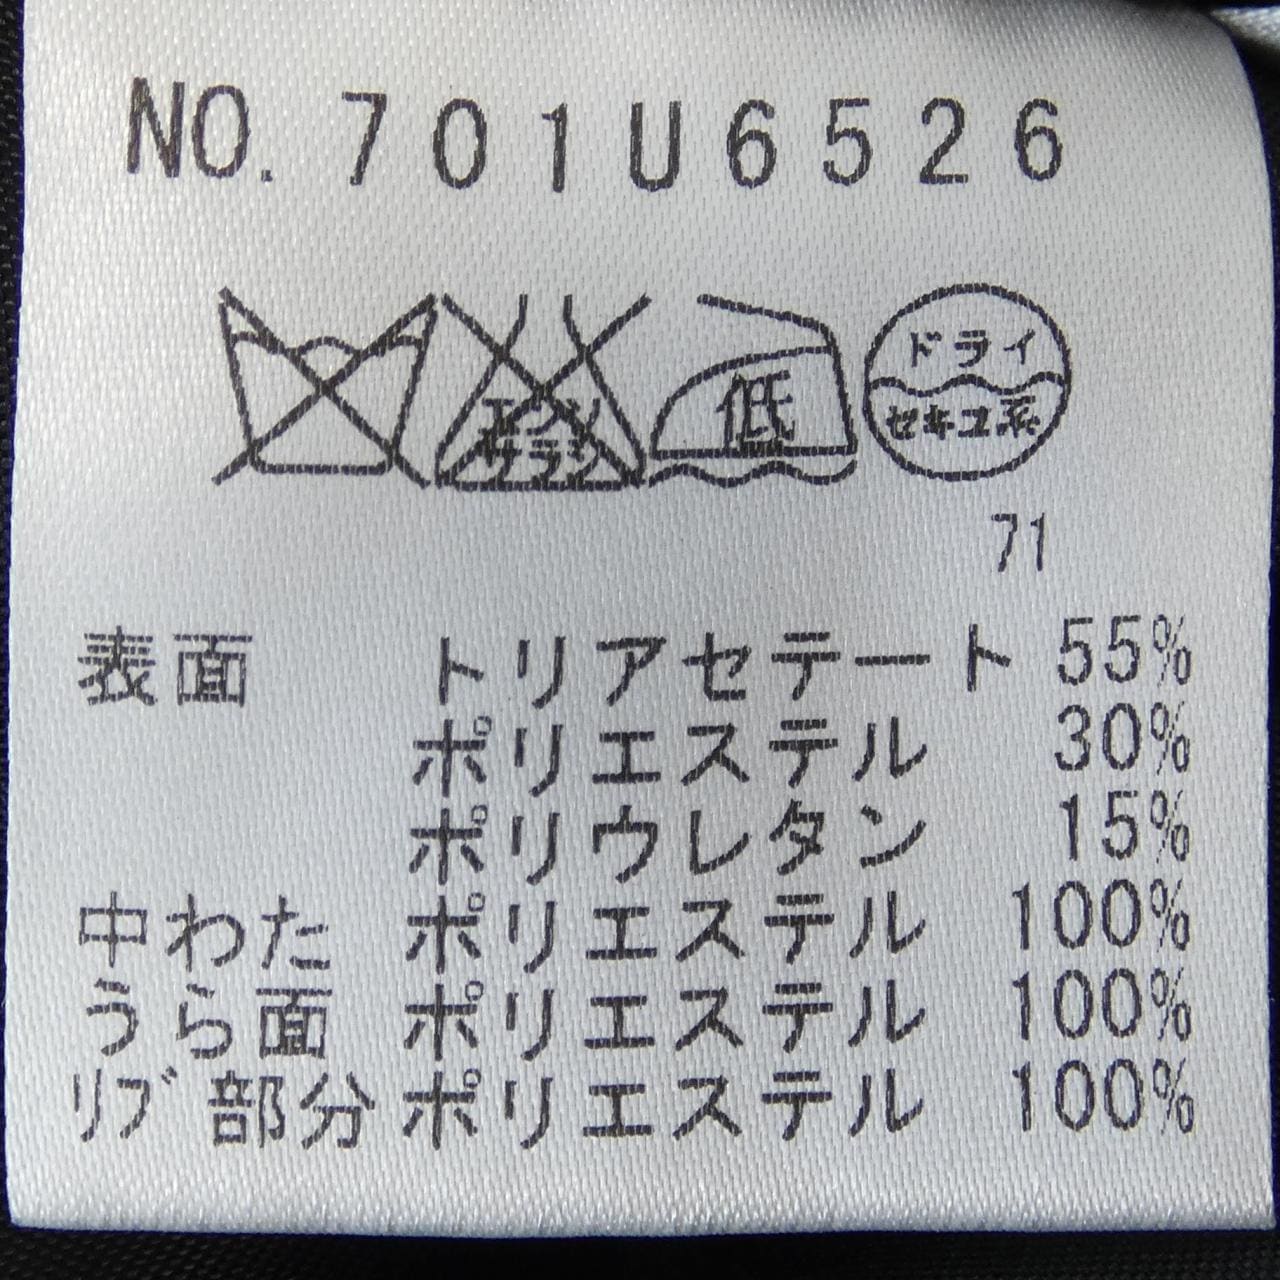 NO. 701U6526
エンソ サラシ 低 ドライ セキユ系
71
表面 トリアセテート 55%
ポリエステル 30%
ポリウレタン 15%
中わた ポリエステル 100%
うら面 ポリエステル 100%
リブ部分 ポリエステル 100%